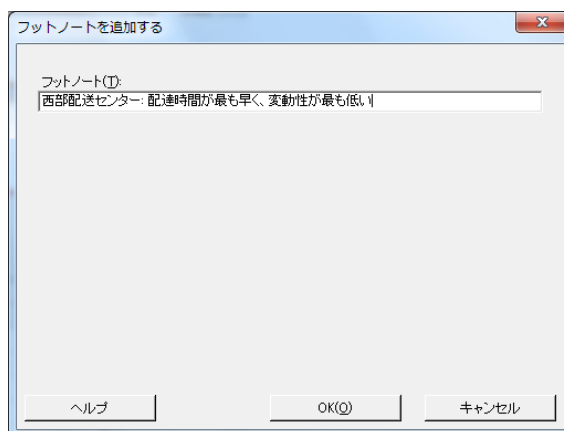 フットノートを追加する
フットノート(T):
西部配送センター: 配達時間が最も早く、変動性が最も低い
ヘルプ
OK(O)
キャンセル